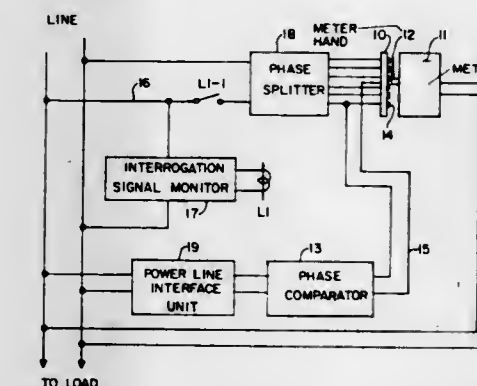 LINE
METER
HAND
18
10
12
11
PHASE
SPLITTER
MET
16
L1-1
14
INTERROGATION
SIGNAL MONITOR
17
L1
15
19
13
POWER LINE
INTERFACE
UNIT
PHASE
COMPARATOR
TO LOAD